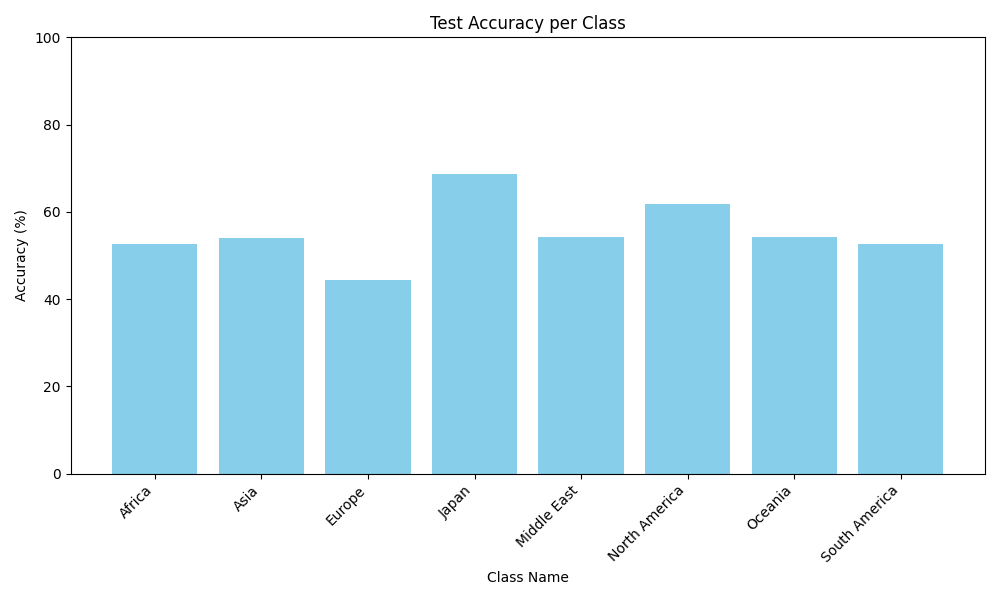 Test Accuracy per Class
Accuracy (%)
100
80
60
40
20
0
Africa
Asia
Europe
Japan
Middle East
North America
Oceania
South America
Class Name